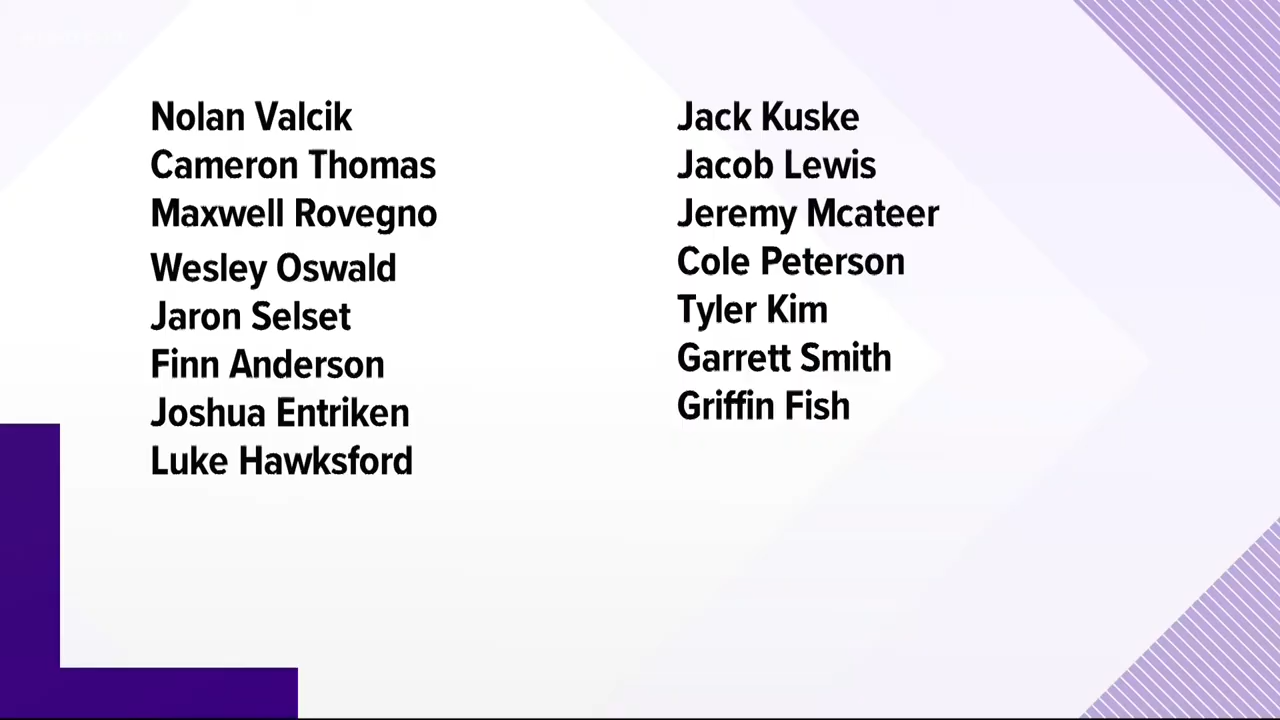 Nolan Valcik
Cameron Thomas
Maxwell Rovegno
Wesley Oswald
Jaron Selset
Finn Anderson
Joshua Entriken
Luke Hawksford
Jack Kuske
Jacob Lewis
Jeremy Mcateer
Cole Peterson
Tyler Kim
Garrett Smith
Griffin Fish